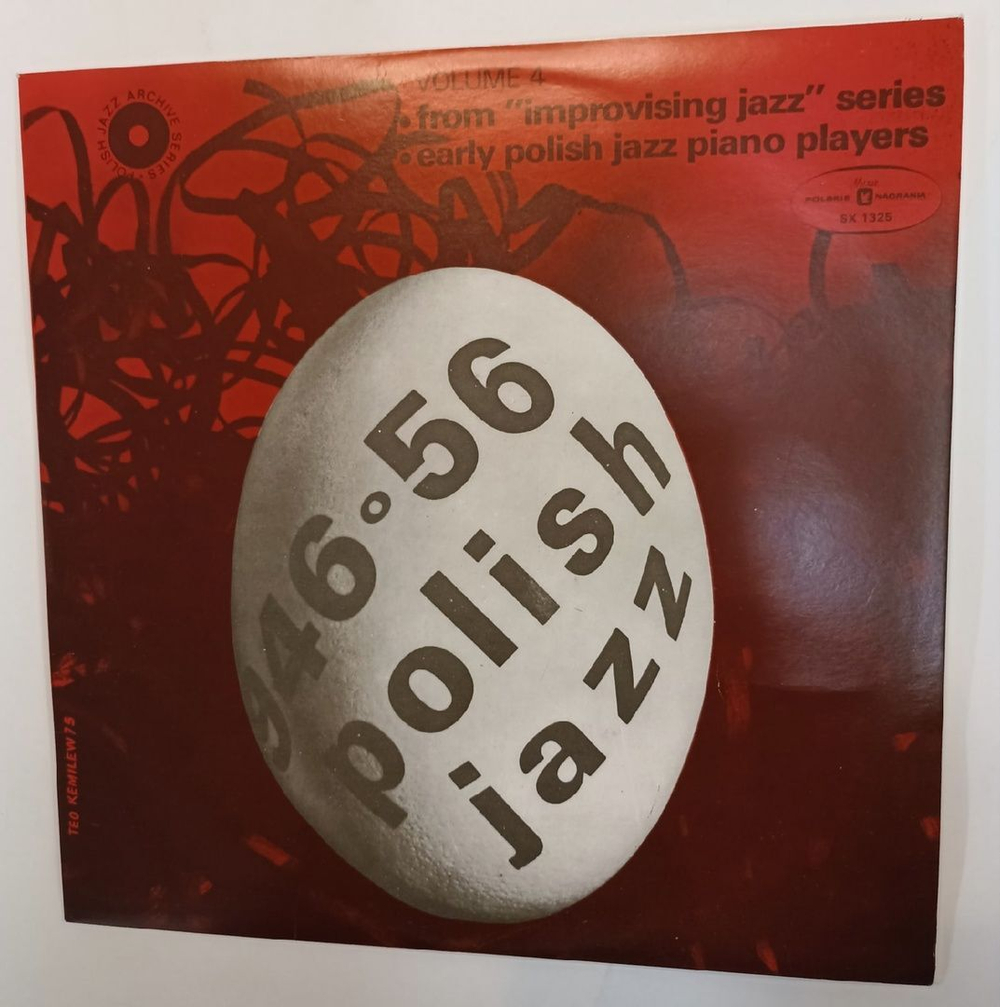 POLISH JAZZ ARCHIVE SERIES •
VOLUME 4
• from "improvising jazz" series
• early polish jazz piano players
Muza
POLSKIE NAGRANIA
SX 1325
946•56
polish
jazz
TEO KEMILEW 75